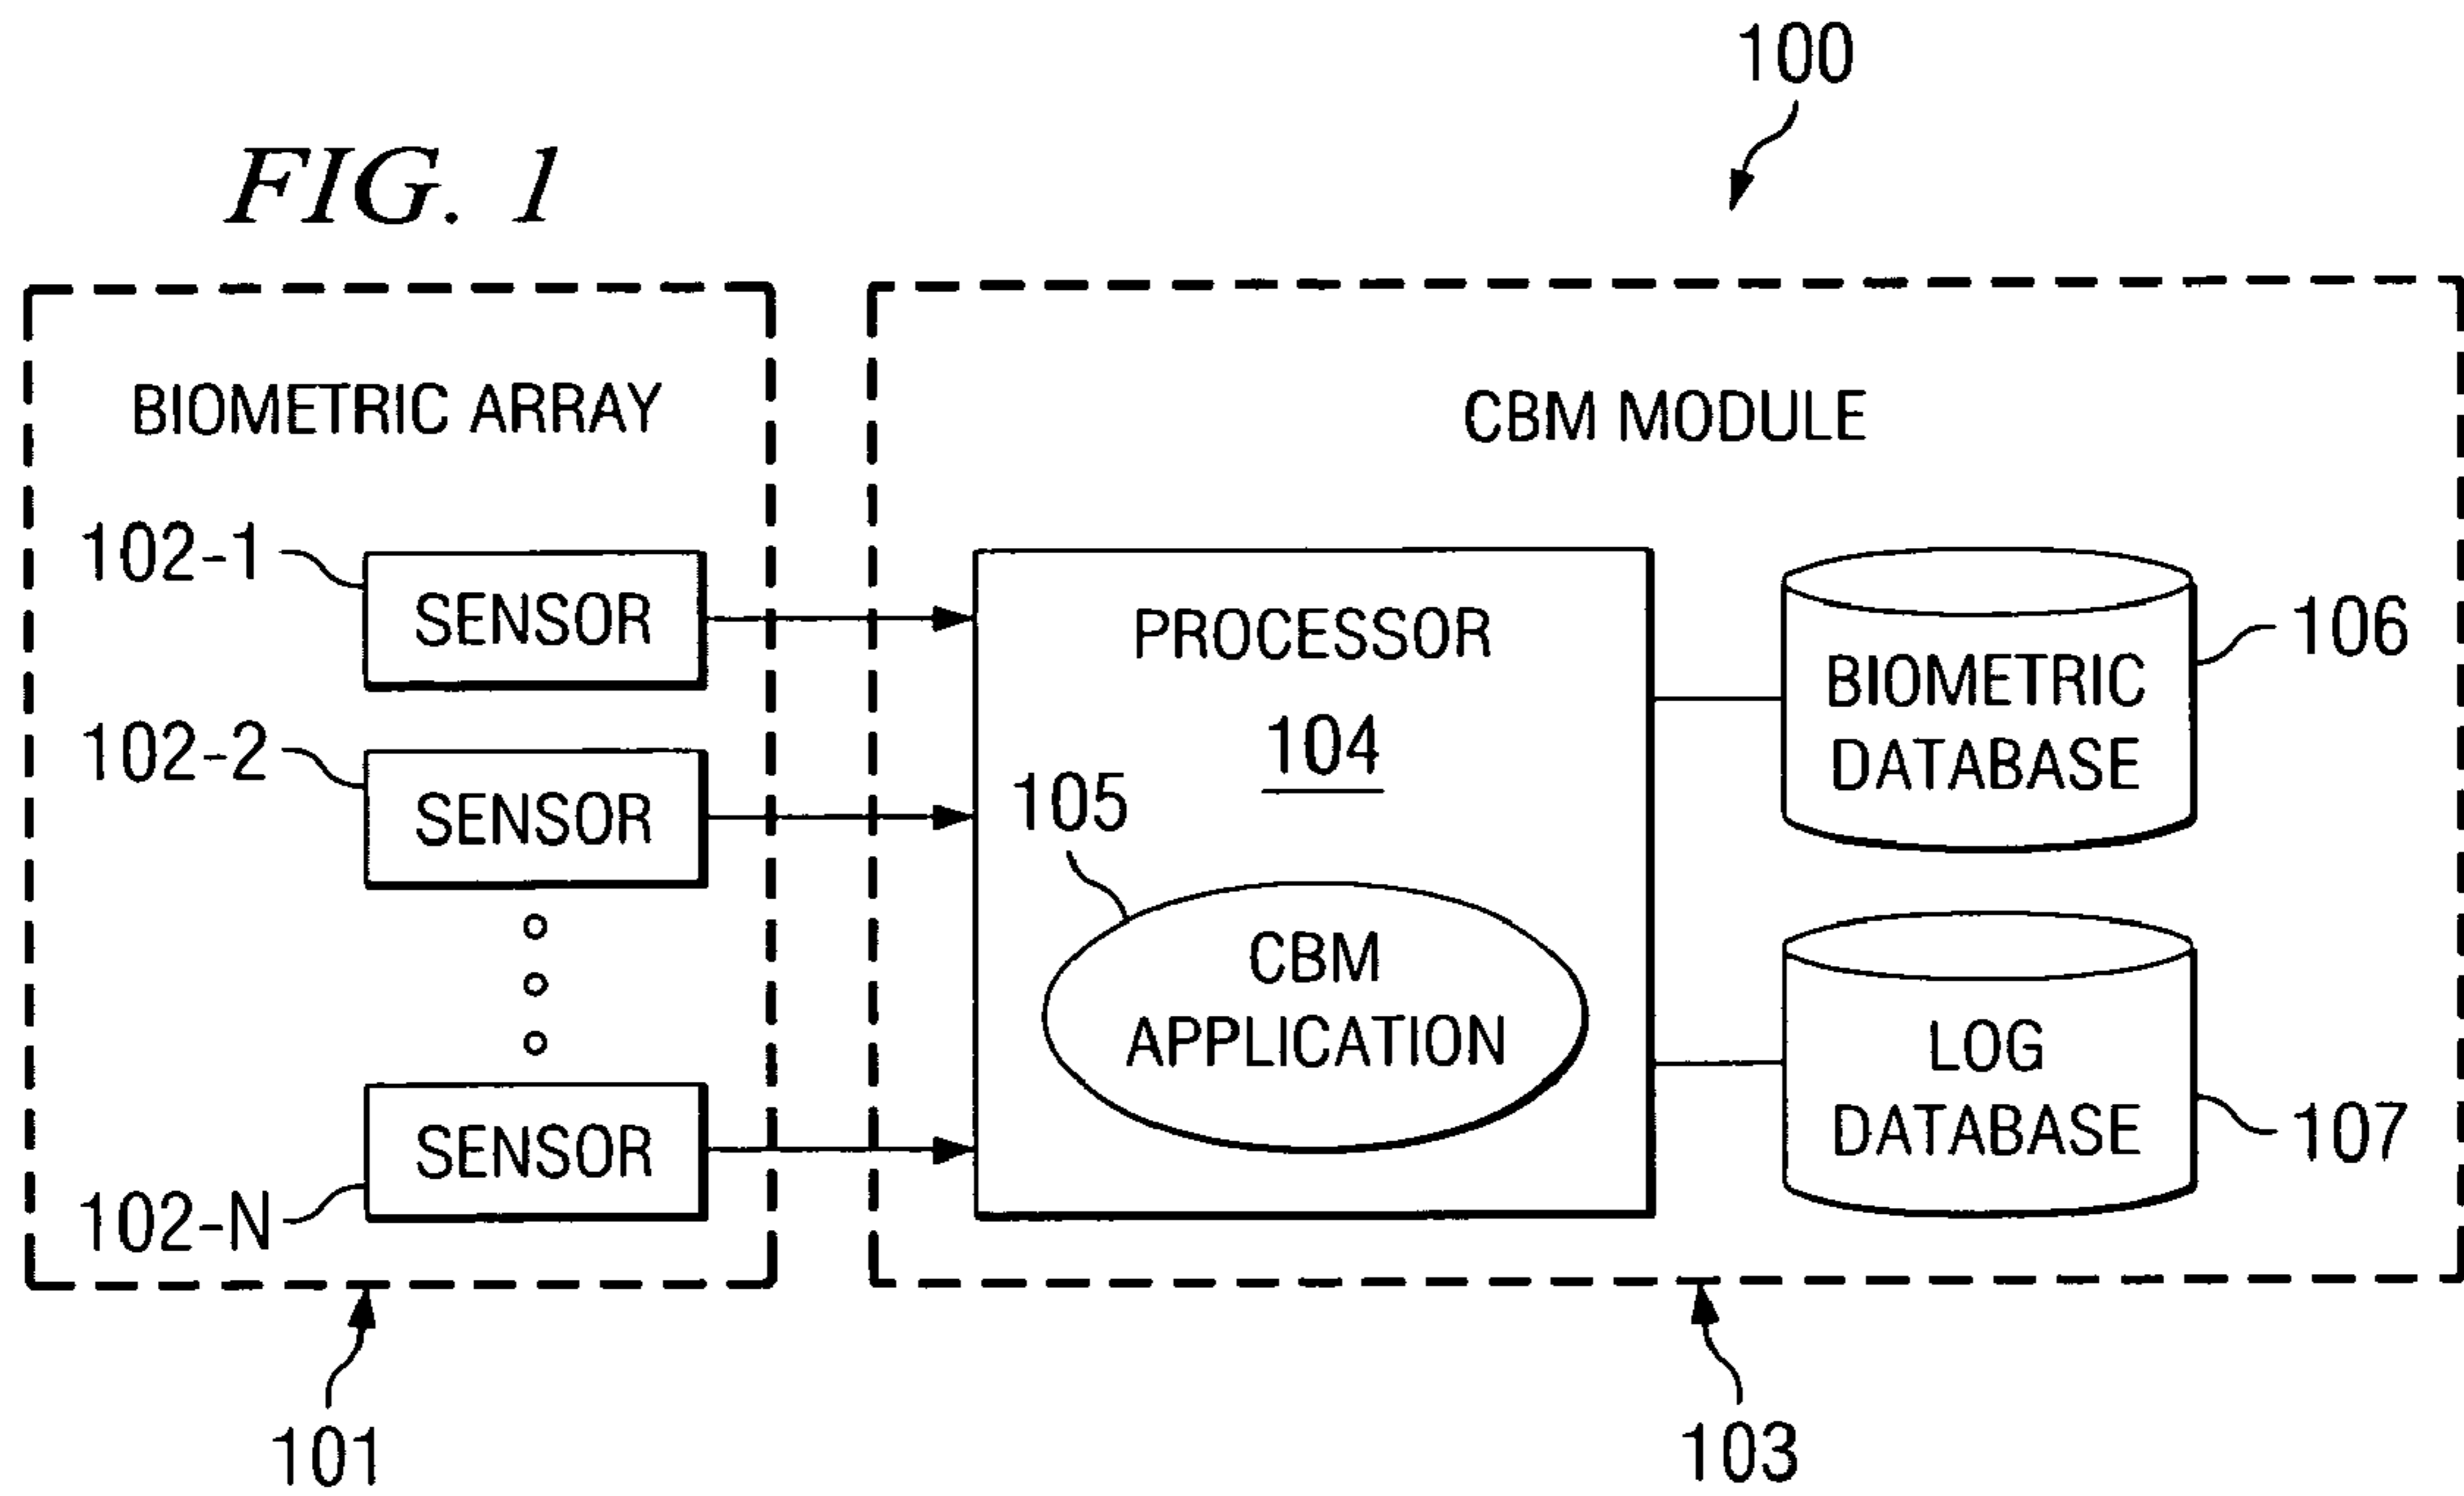 100
FIG. 1
BIOMETRIC ARRAY
CBM MODULE
102-1
SENSOR
102-2
SENSOR
102-N
SENSOR
PROCESSOR
104
105
CBM
APPLICATION
BIOMETRIC
DATABASE
106
LOG
DATABASE
107
101
103